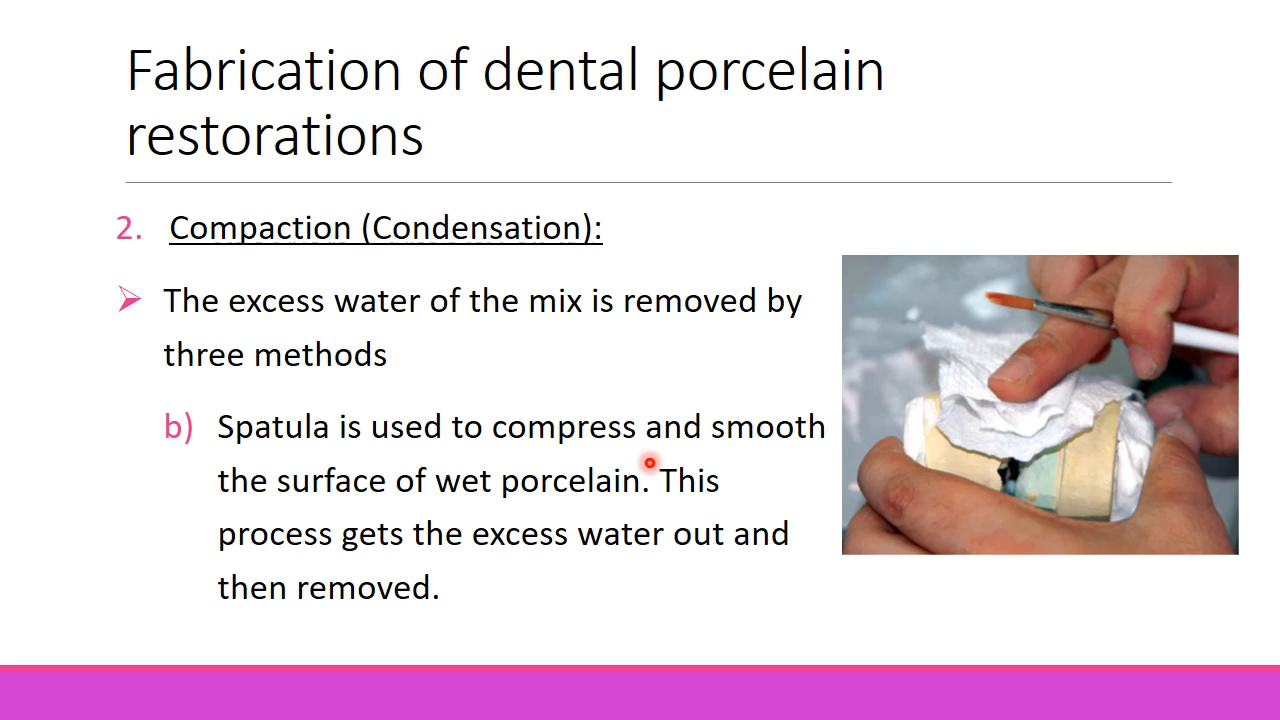 Fabrication of dental porcelain
restorations
2. Compaction (Condensation):
The excess water of the mix is removed by
three methods
b) Spatula is used to compress and smooth
the surface of wet porcelain. This
process gets the excess water out and
then removed.